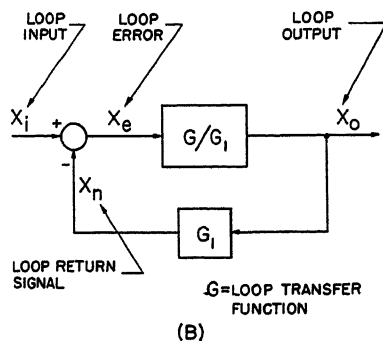 LOOP
INPUT
LOOP
ERROR
LOOP
OUTPUT
Xi
+
Xe
G/G1
Xo
-
Xn
G1
LOOP RETURN
SIGNAL
G=LOOP TRANSFER
FUNCTION
(B)